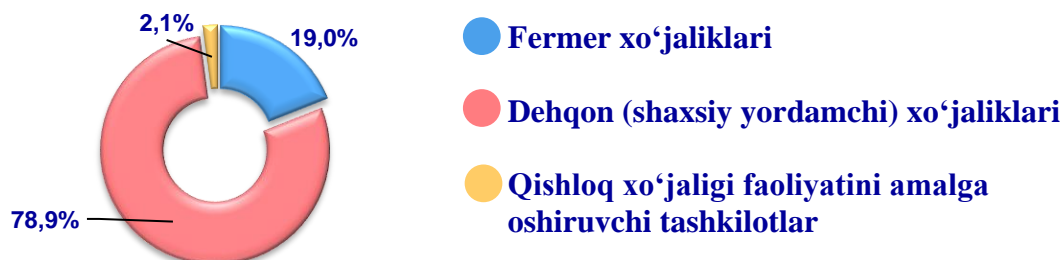 2,1%
19,0%
78,9%
Fermer xo‘jaliklari
Dehqon (shaxsiy yordamchi) xo‘jaliklari
Qishloq xo‘jaligi faoliyatini amalga
oshiruvchi tashkilotlar